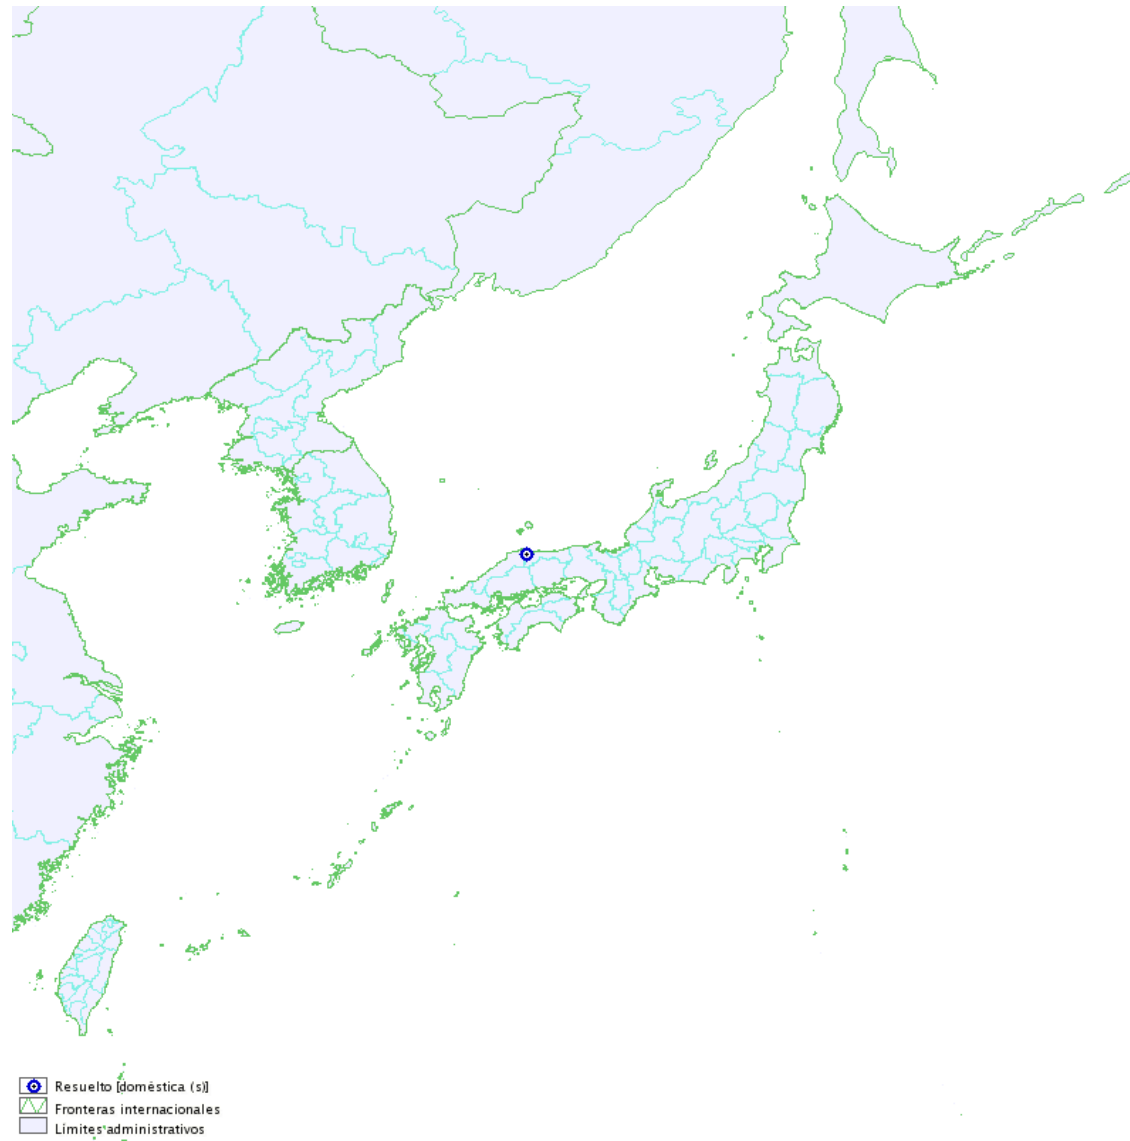 Resuelto [doméstica (s)]
Fronteras internacionales
Límites administrativos